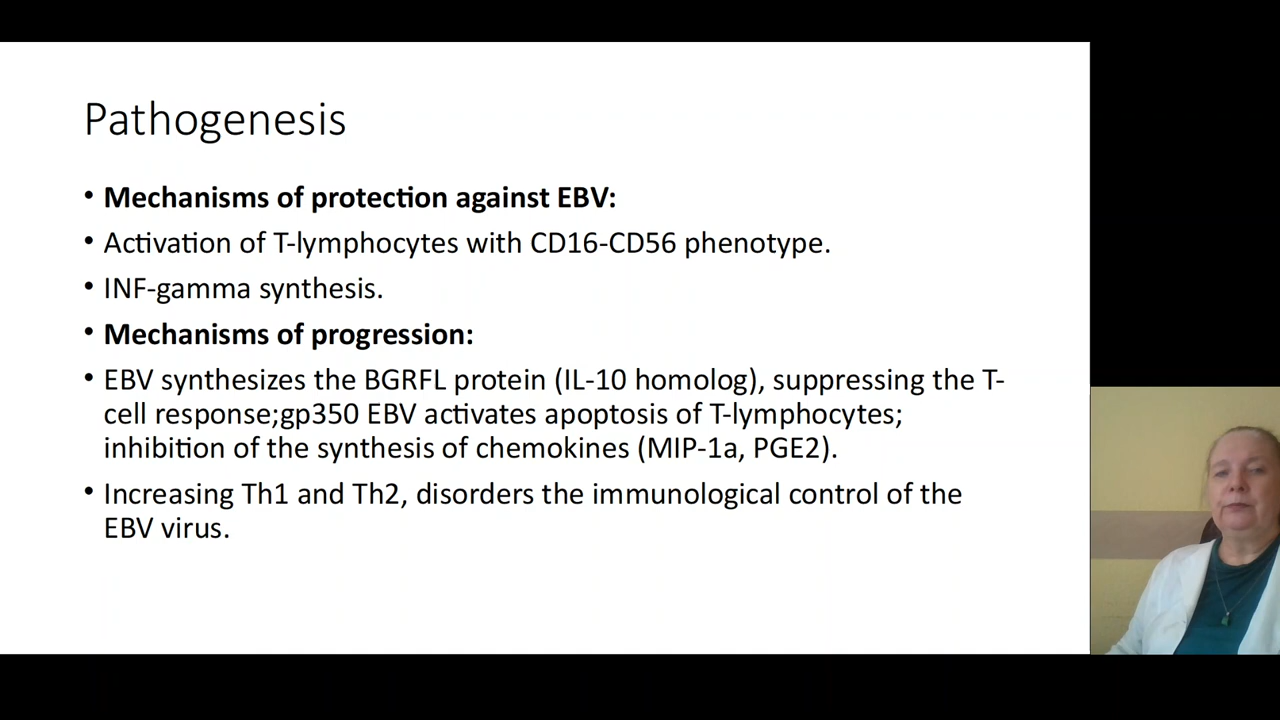 Pathogenesis
• Mechanisms of protection against EBV:
• Activation of T-lymphocytes with CD16-CD56 phenotype.
• INF-gamma synthesis.
• Mechanisms of progression:
• EBV synthesizes the BGRFL protein (IL-10 homolog), suppressing the T-
cell response;gp350 EBV activates apoptosis of T-lymphocytes;
inhibition of the synthesis of chemokines (MIP-1a, PGE2).
• Increasing Th1 and Th2, disorders the immunological control of the
EBV virus.